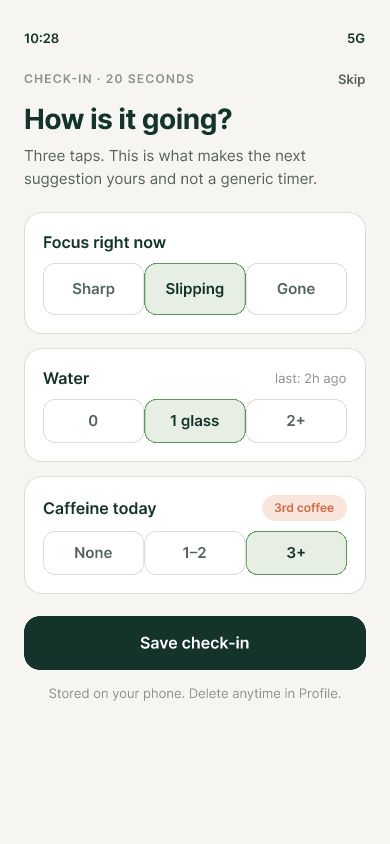 10:28 5G
CHECK-IN · 20 SECONDS Skip
How is it going?
Three taps. This is what makes the next
suggestion yours and not a generic timer.
Focus right now
Sharp Slipping Gone
Water last: 2h ago
0 1 glass 2+
Caffeine today 3rd coffee
None 1–2 3+
Save check-in
Stored on your phone. Delete anytime in Profile.